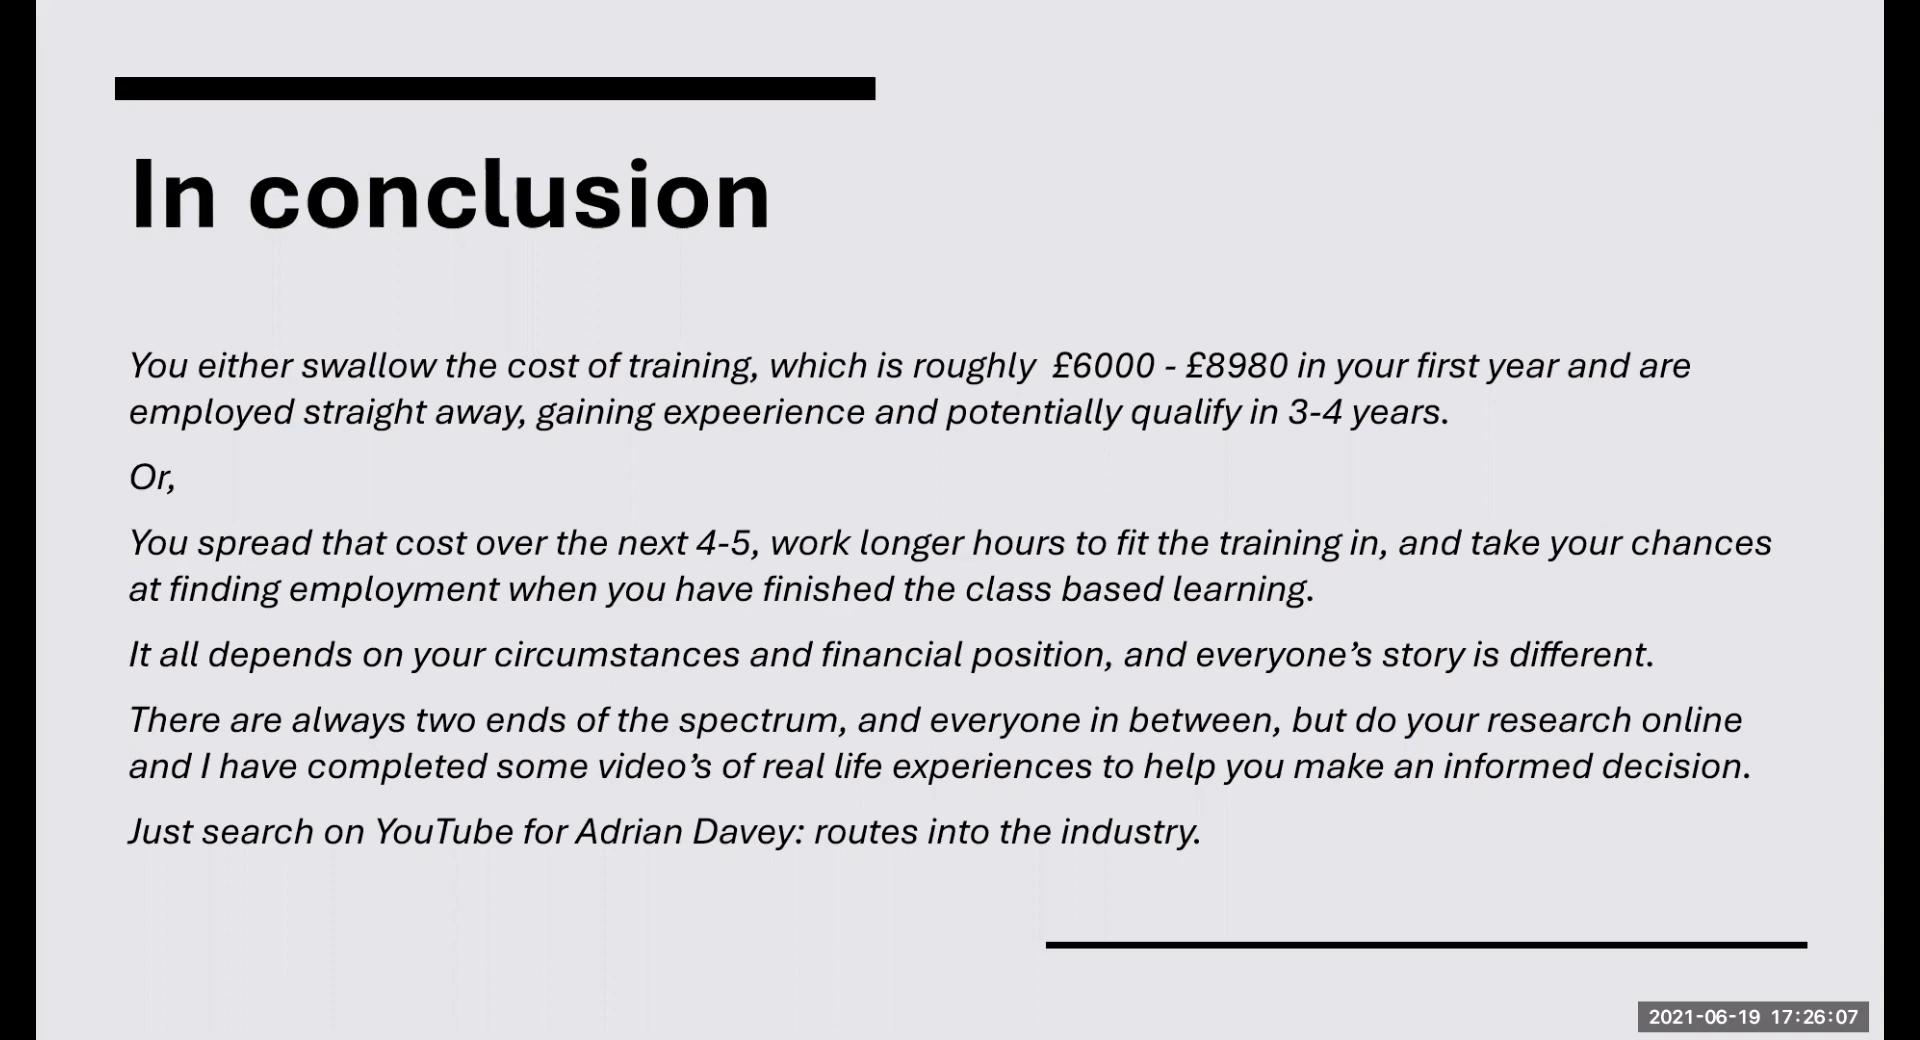 In conclusion
You either swallow the cost of training, which is roughly  £6000 - £8980 in your first year and are
employed straight away, gaining expeerience and potentially qualify in 3-4 years.
Or,
You spread that cost over the next 4-5, work longer hours to fit the training in, and take your chances
at finding employment when you have finished the class based learning.
It all depends on your circumstances and financial position, and everyone’s story is different.
There are always two ends of the spectrum, and everyone in between, but do your research online
and I have completed some video’s of real life experiences to help you make an informed decision.
Just search on YouTube for Adrian Davey: routes into the industry.
2021-06-19 17:26:07